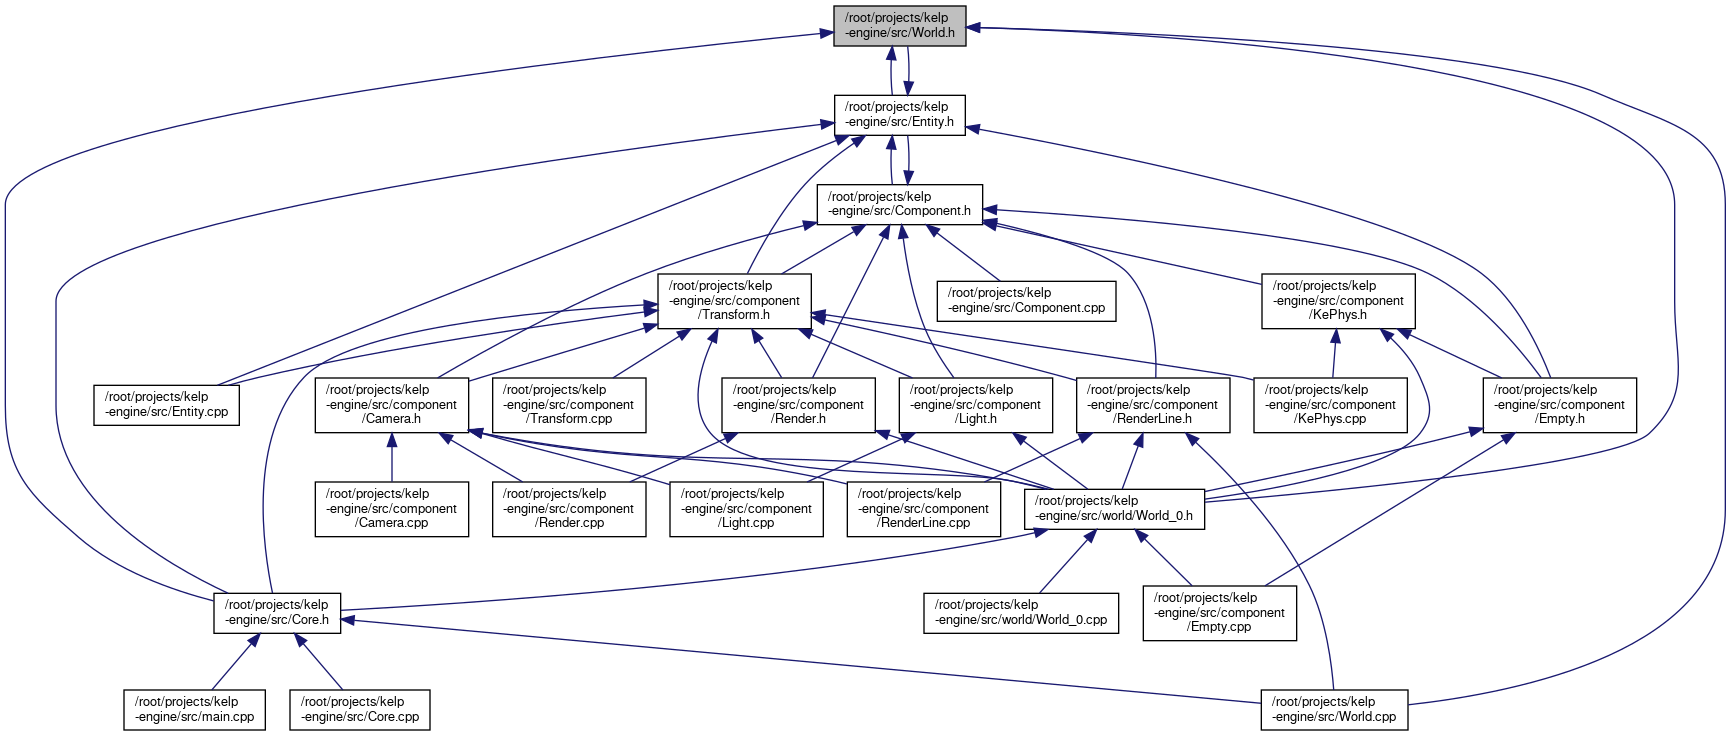 /root/projects/kelp
-engine/src/World.h
/root/projects/kelp
-engine/src/Entity.h
/root/projects/kelp
-engine/src/Component.h
/root/projects/kelp
-engine/src/component
/Transform.h
/root/projects/kelp
-engine/src/Component.cpp
/root/projects/kelp
-engine/src/component
/KePhys.h
/root/projects/kelp
-engine/src/Entity.cpp
/root/projects/kelp
-engine/src/component
/Camera.h
/root/projects/kelp
-engine/src/component
/Transform.cpp
/root/projects/kelp
-engine/src/component
/Render.h
/root/projects/kelp
-engine/src/component
/Light.h
/root/projects/kelp
-engine/src/component
/RenderLine.h
/root/projects/kelp
-engine/src/component
/KePhys.cpp
/root/projects/kelp
-engine/src/component
/Empty.h
/root/projects/kelp
-engine/src/component
/Camera.cpp
/root/projects/kelp
-engine/src/component
/Render.cpp
/root/projects/kelp
-engine/src/component
/Light.cpp
/root/projects/kelp
-engine/src/component
/RenderLine.cpp
/root/projects/kelp
-engine/src/world/World_0.h
/root/projects/kelp
-engine/src/Core.h
/root/projects/kelp
-engine/src/world/World_0.cpp
/root/projects/kelp
-engine/src/component
/Empty.cpp
/root/projects/kelp
-engine/src/main.cpp
/root/projects/kelp
-engine/src/Core.cpp
/root/projects/kelp
-engine/src/World.cpp